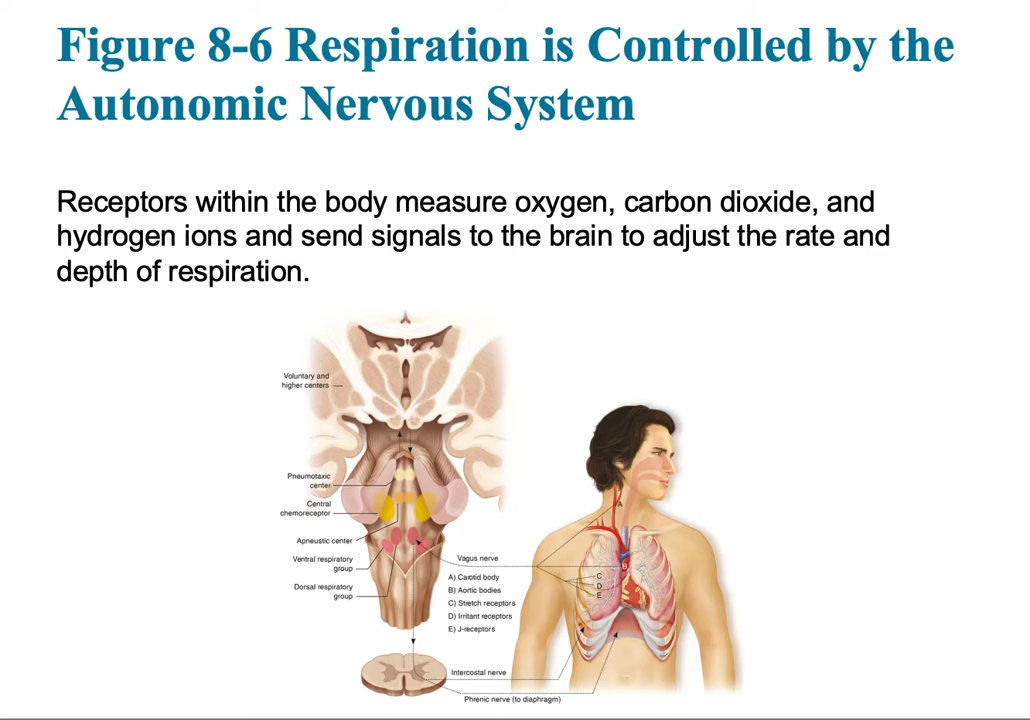 Figure 8-6 Respiration is Controlled by the
Autonomic Nervous System
Receptors within the body measure oxygen, carbon dioxide, and
hydrogen ions and send signals to the brain to adjust the rate and
depth of respiration.
Voluntary and
higher centers
Pneumotaxic
center
Central
chemoreceptor
Apneustic center
Ventral respiratory
group
Dorsal respiratory
group
Vagus nerve
A) Carotid body
B) Aortic bodies
C) Stretch receptors
D) Irritant receptors
E) J-receptors
Intercostal nerve
Phrenic nerve (to diaphragm)
A
B
C
D
E